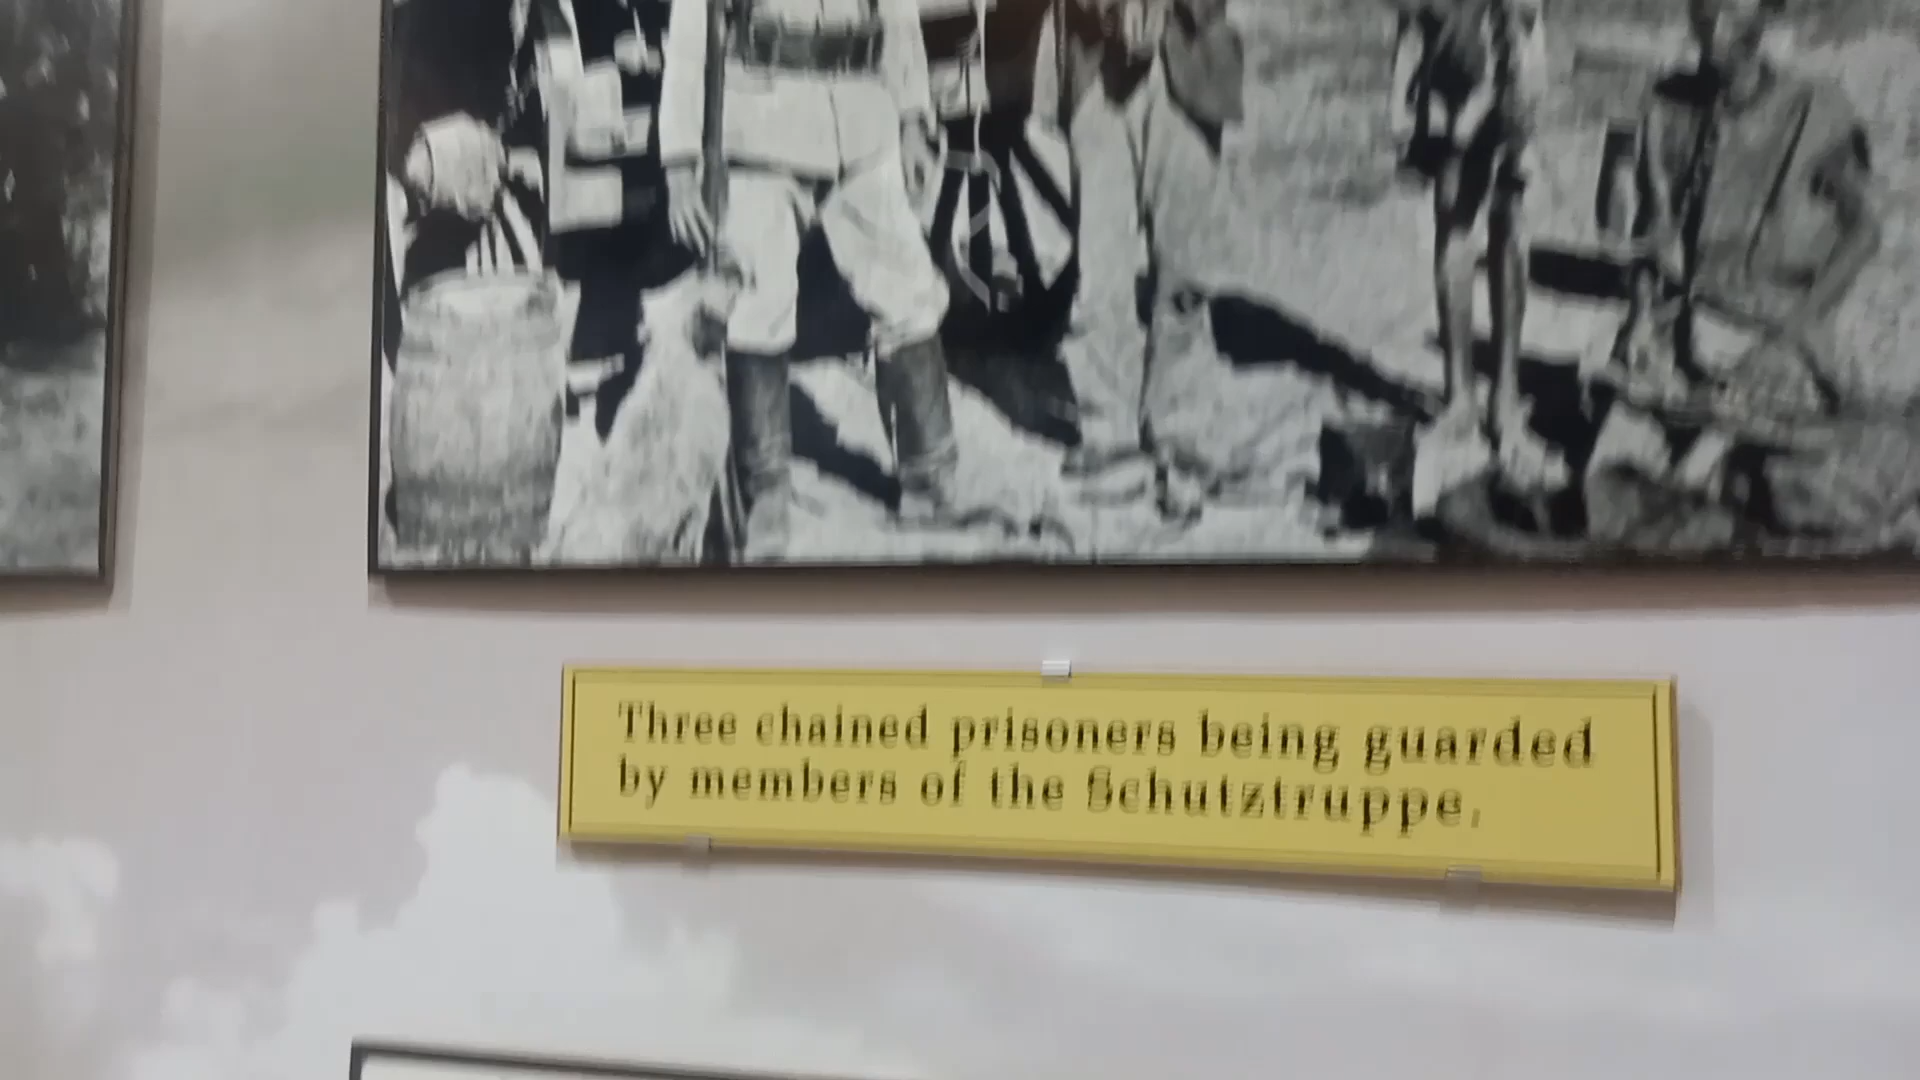 Three chained prisoners being guarded
by members of the Schutztruppe.